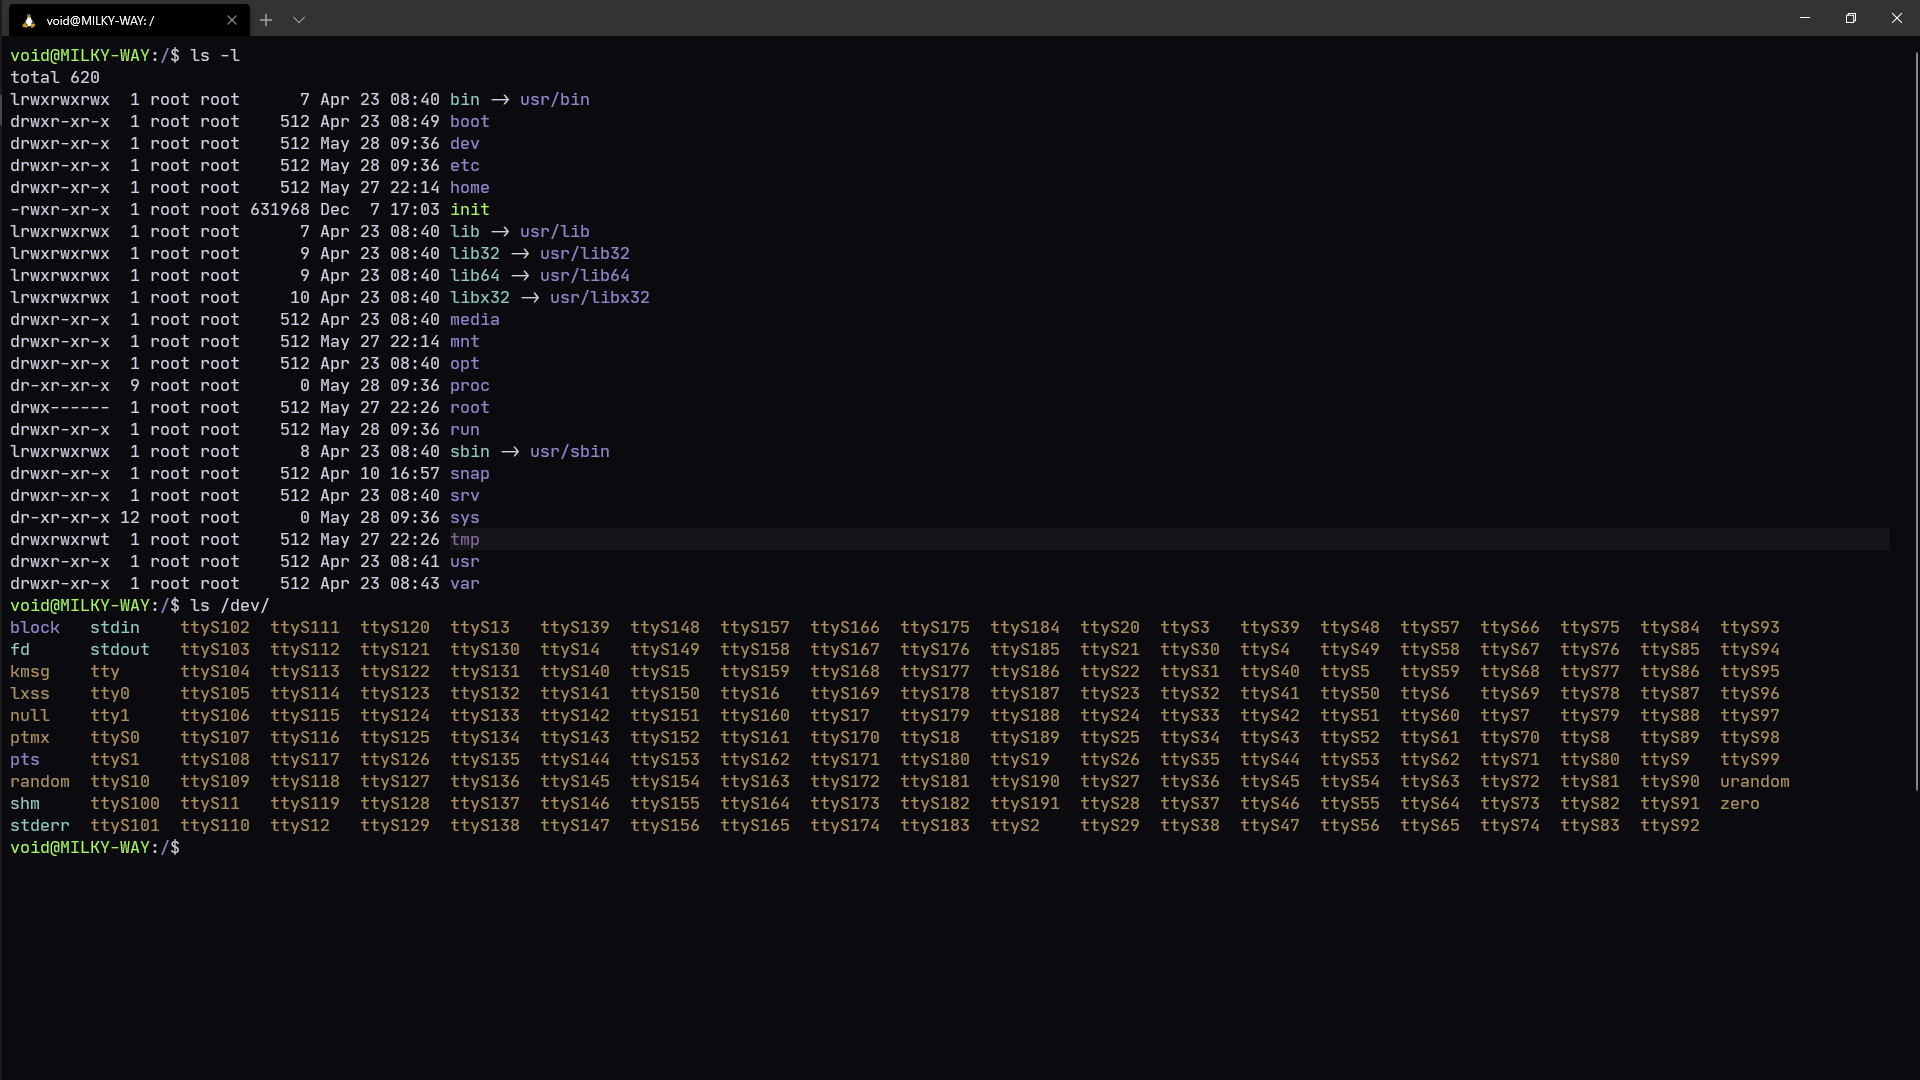 void@MILKY-WAY: /
void@MILKY-WAY:/$ ls -l
total 620
lrwxrwxrwx  1 root root      7 Apr 23 08:40 bin -> usr/bin
drwxr-xr-x  1 root root    512 Apr 23 08:49 boot
drwxr-xr-x  1 root root    512 May 28 09:36 dev
drwxr-xr-x  1 root root    512 May 28 09:36 etc
drwxr-xr-x  1 root root    512 May 27 22:14 home
-rwxr-xr-x  1 root root 631968 Dec  7 17:03 init
lrwxrwxrwx  1 root root      7 Apr 23 08:40 lib -> usr/lib
lrwxrwxrwx  1 root root      9 Apr 23 08:40 lib32 -> usr/lib32
lrwxrwxrwx  1 root root      9 Apr 23 08:40 lib64 -> usr/lib64
lrwxrwxrwx  1 root root     10 Apr 23 08:40 libx32 -> usr/libx32
drwxr-xr-x  1 root root    512 Apr 23 08:40 media
drwxr-xr-x  1 root root    512 May 27 22:14 mnt
drwxr-xr-x  1 root root    512 Apr 23 08:40 opt
dr-xr-xr-x  9 root root      0 May 28 09:36 proc
drwx------  1 root root    512 May 27 22:26 root
drwxr-xr-x  1 root root    512 May 28 09:36 run
lrwxrwxrwx  1 root root      8 Apr 23 08:40 sbin -> usr/sbin
drwxr-xr-x  1 root root    512 Apr 10 16:57 snap
drwxr-xr-x  1 root root    512 Apr 23 08:40 srv
dr-xr-xr-x 12 root root      0 May 28 09:36 sys
drwxrwxrwt  1 root root    512 May 27 22:26 tmp
drwxr-xr-x  1 root root    512 Apr 23 08:41 usr
drwxr-xr-x  1 root root    512 Apr 23 08:43 var
void@MILKY-WAY:/$ ls /dev/
block   stdin    ttyS102  ttyS111  ttyS120  ttyS13   ttyS139  ttyS148  ttyS157  ttyS166  ttyS175  ttyS184  ttyS20  ttyS3   ttyS39  ttyS48  ttyS57  ttyS66  ttyS75  ttyS84  ttyS93
fd      stdout   ttyS103  ttyS112  ttyS121  ttyS130  ttyS14   ttyS149  ttyS158  ttyS167  ttyS176  ttyS185  ttyS21  ttyS30  ttyS4   ttyS49  ttyS58  ttyS67  ttyS76  ttyS85  ttyS94
kmsg    tty      ttyS104  ttyS113  ttyS122  ttyS131  ttyS140  ttyS15   ttyS159  ttyS168  ttyS177  ttyS186  ttyS22  ttyS31  ttyS40  ttyS5   ttyS59  ttyS68  ttyS77  ttyS86  ttyS95
lxss    tty0     ttyS105  ttyS114  ttyS123  ttyS132  ttyS141  ttyS150  ttyS16   ttyS169  ttyS178  ttyS187  ttyS23  ttyS32  ttyS41  ttyS50  ttyS6   ttyS69  ttyS78  ttyS87  ttyS96
null    tty1     ttyS106  ttyS115  ttyS124  ttyS133  ttyS142  ttyS151  ttyS160  ttyS17   ttyS179  ttyS188  ttyS24  ttyS33  ttyS42  ttyS51  ttyS60  ttyS7   ttyS79  ttyS88  ttyS97
ptmx    ttyS0    ttyS107  ttyS116  ttyS125  ttyS134  ttyS143  ttyS152  ttyS161  ttyS170  ttyS18   ttyS189  ttyS25  ttyS34  ttyS43  ttyS52  ttyS61  ttyS70  ttyS8   ttyS89  ttyS98
pts     ttyS1    ttyS108  ttyS117  ttyS126  ttyS135  ttyS144  ttyS153  ttyS162  ttyS171  ttyS180  ttyS19   ttyS26  ttyS35  ttyS44  ttyS53  ttyS62  ttyS71  ttyS80  ttyS9   ttyS99
random  ttyS10   ttyS109  ttyS118  ttyS127  ttyS136  ttyS145  ttyS154  ttyS163  ttyS172  ttyS181  ttyS190  ttyS27  ttyS36  ttyS45  ttyS54  ttyS63  ttyS72  ttyS81  ttyS90  urandom
shm     ttyS100  ttyS11   ttyS119  ttyS128  ttyS137  ttyS146  ttyS155  ttyS164  ttyS173  ttyS182  ttyS191  ttyS28  ttyS37  ttyS46  ttyS55  ttyS64  ttyS73  ttyS82  ttyS91  zero
stderr  ttyS101  ttyS110  ttyS12   ttyS129  ttyS138  ttyS147  ttyS156  ttyS165  ttyS174  ttyS183  ttyS2    ttyS29  ttyS38  ttyS47  ttyS56  ttyS65  ttyS74  ttyS83  ttyS92
void@MILKY-WAY:/$